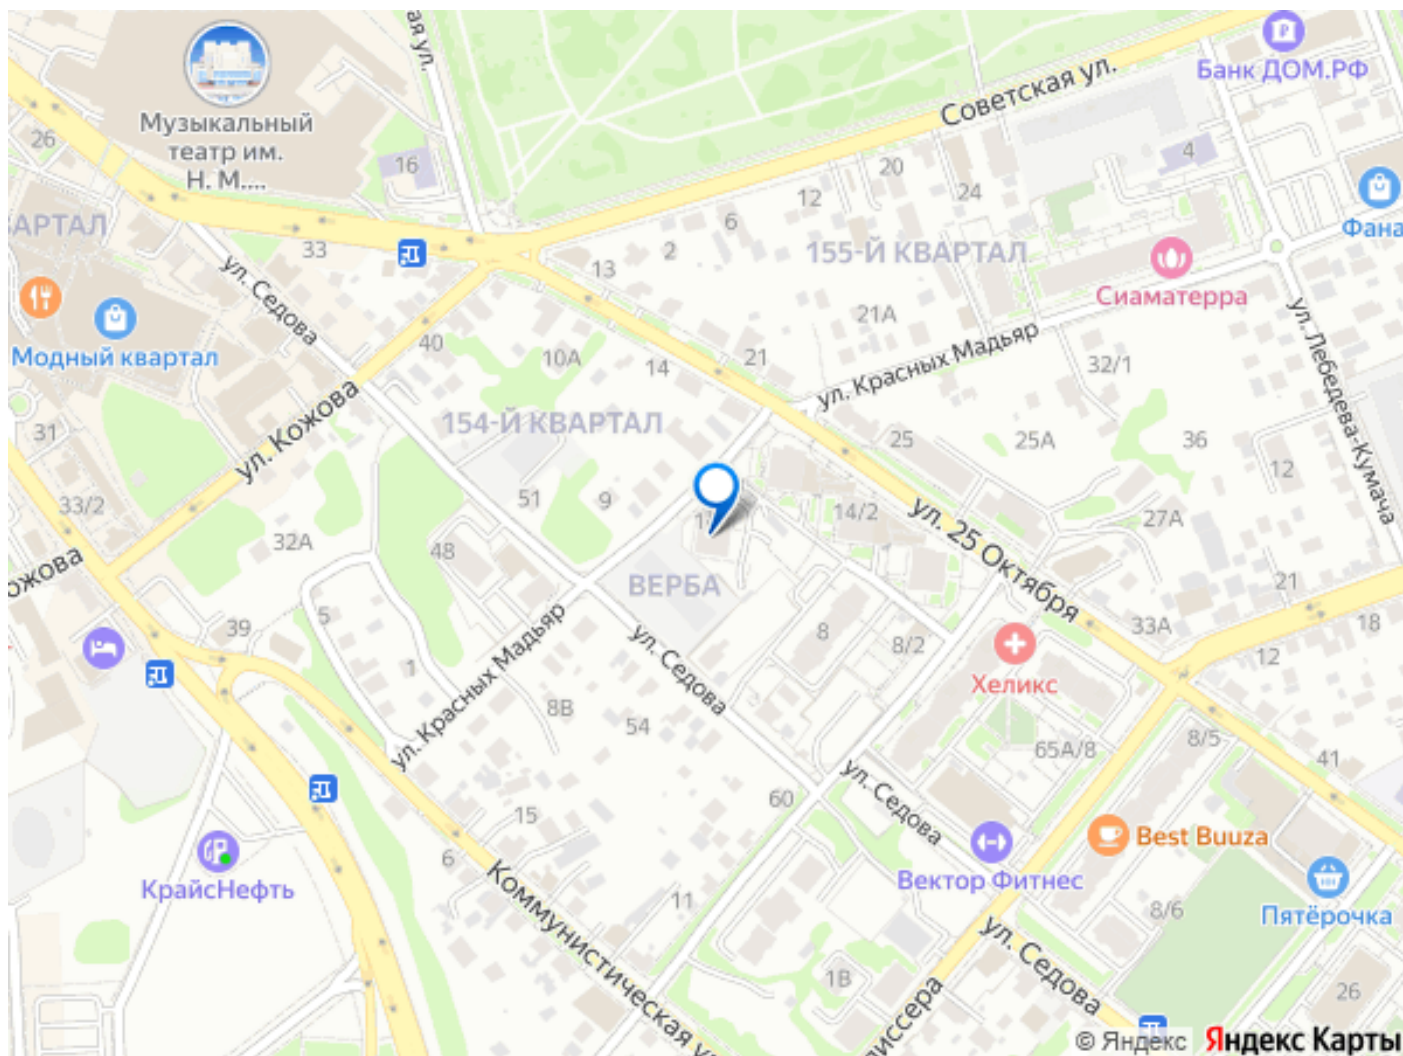 ая ул.
Банк ДОМ.РФ
Советская ул.
Музыкальный
театр им.
Н. М....
26
16
4
20
24
12
6
2
33
13
АРТАЛ
155-Й КВАРТАЛ
Фана
Сиаматерра
ул. Седова
21А
ул. Красных Мадьяр
ул. Лебедева-Кумача
Модный квартал
40
10А
14
21
32/1
ул. Кожова
154-Й КВАРТАЛ
31
25
25А
36
12
33/2
51
9
14/2
27А
ул. 25 Октября
32А
48
ожова
ВЕРБА
21
5
39
1
8
8/2
33А
18
12
ул. Красных Мадьяр
ул. Седова
Хеликс
8В
54
65А/8
8/5
41
60
ул. Седова
15
6
Best Buuza
КрайсНефть
Коммунистическая у
Вектор Фитнес
11
8/6
Пятёрочка
ул. Седова
1В
лиссера
26
© Яндекс Яндекс Карты